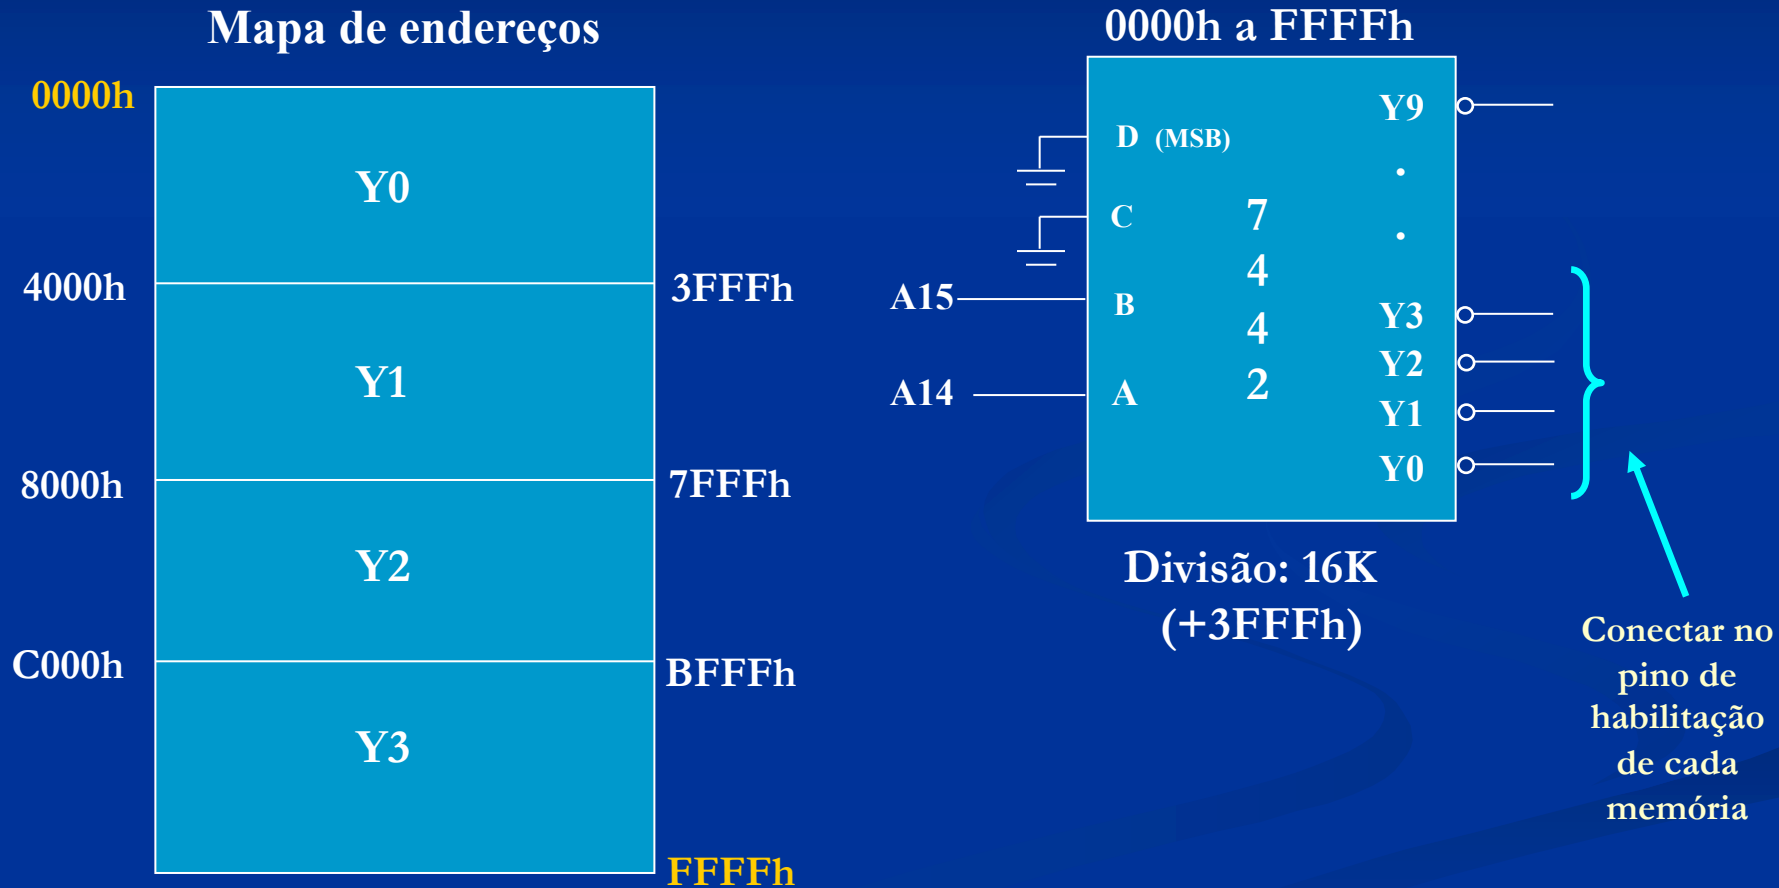 Mapa de endereços
0000h
Y0
4000h
3FFFh
Y1
8000h
7FFFh
Y2
C000h
BFFFh
Y3
FFFFh
0000h a FFFFh
D (MSB)
C
A15
B
A14
A
7
4
4
2
Y9
.
.
Y3
Y2
Y1
Y0
Divisão: 16K
(+3FFFh)
Conectar no
pino de
habilitação
de cada
memória